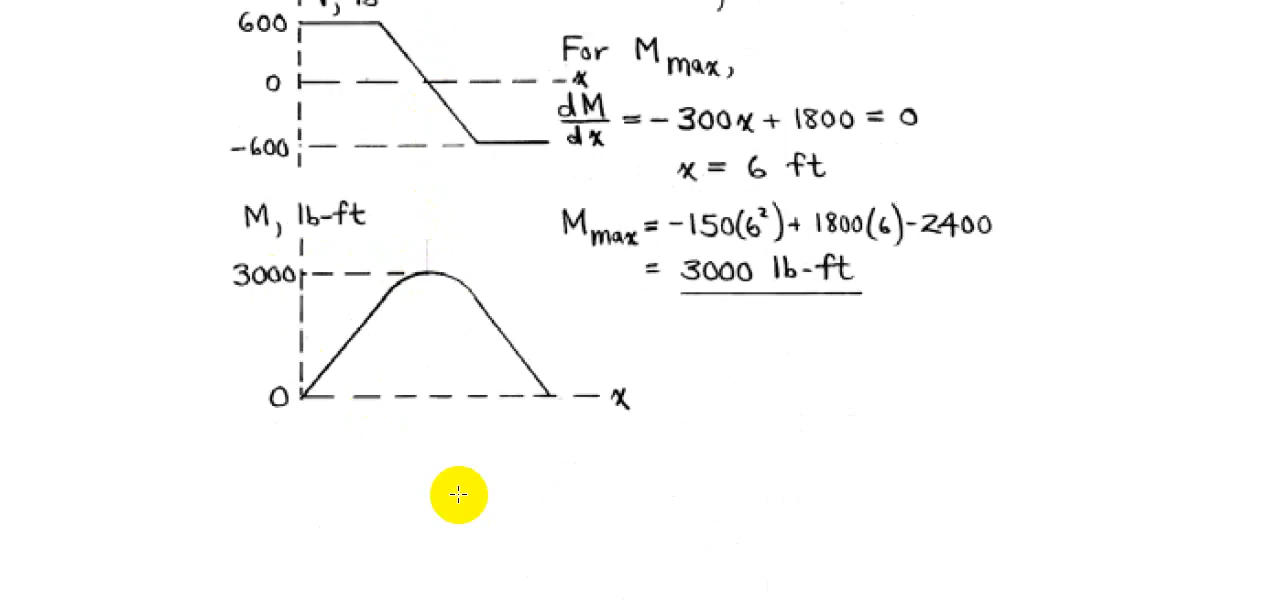 600
For M max,
0
x
dM/dx = - 300x + 1800 = 0
-600
x = 6 ft
M, lb-ft
M max = -150(6²) + 1800(6) - 2400
3000
= 3000 lb-ft
0
x